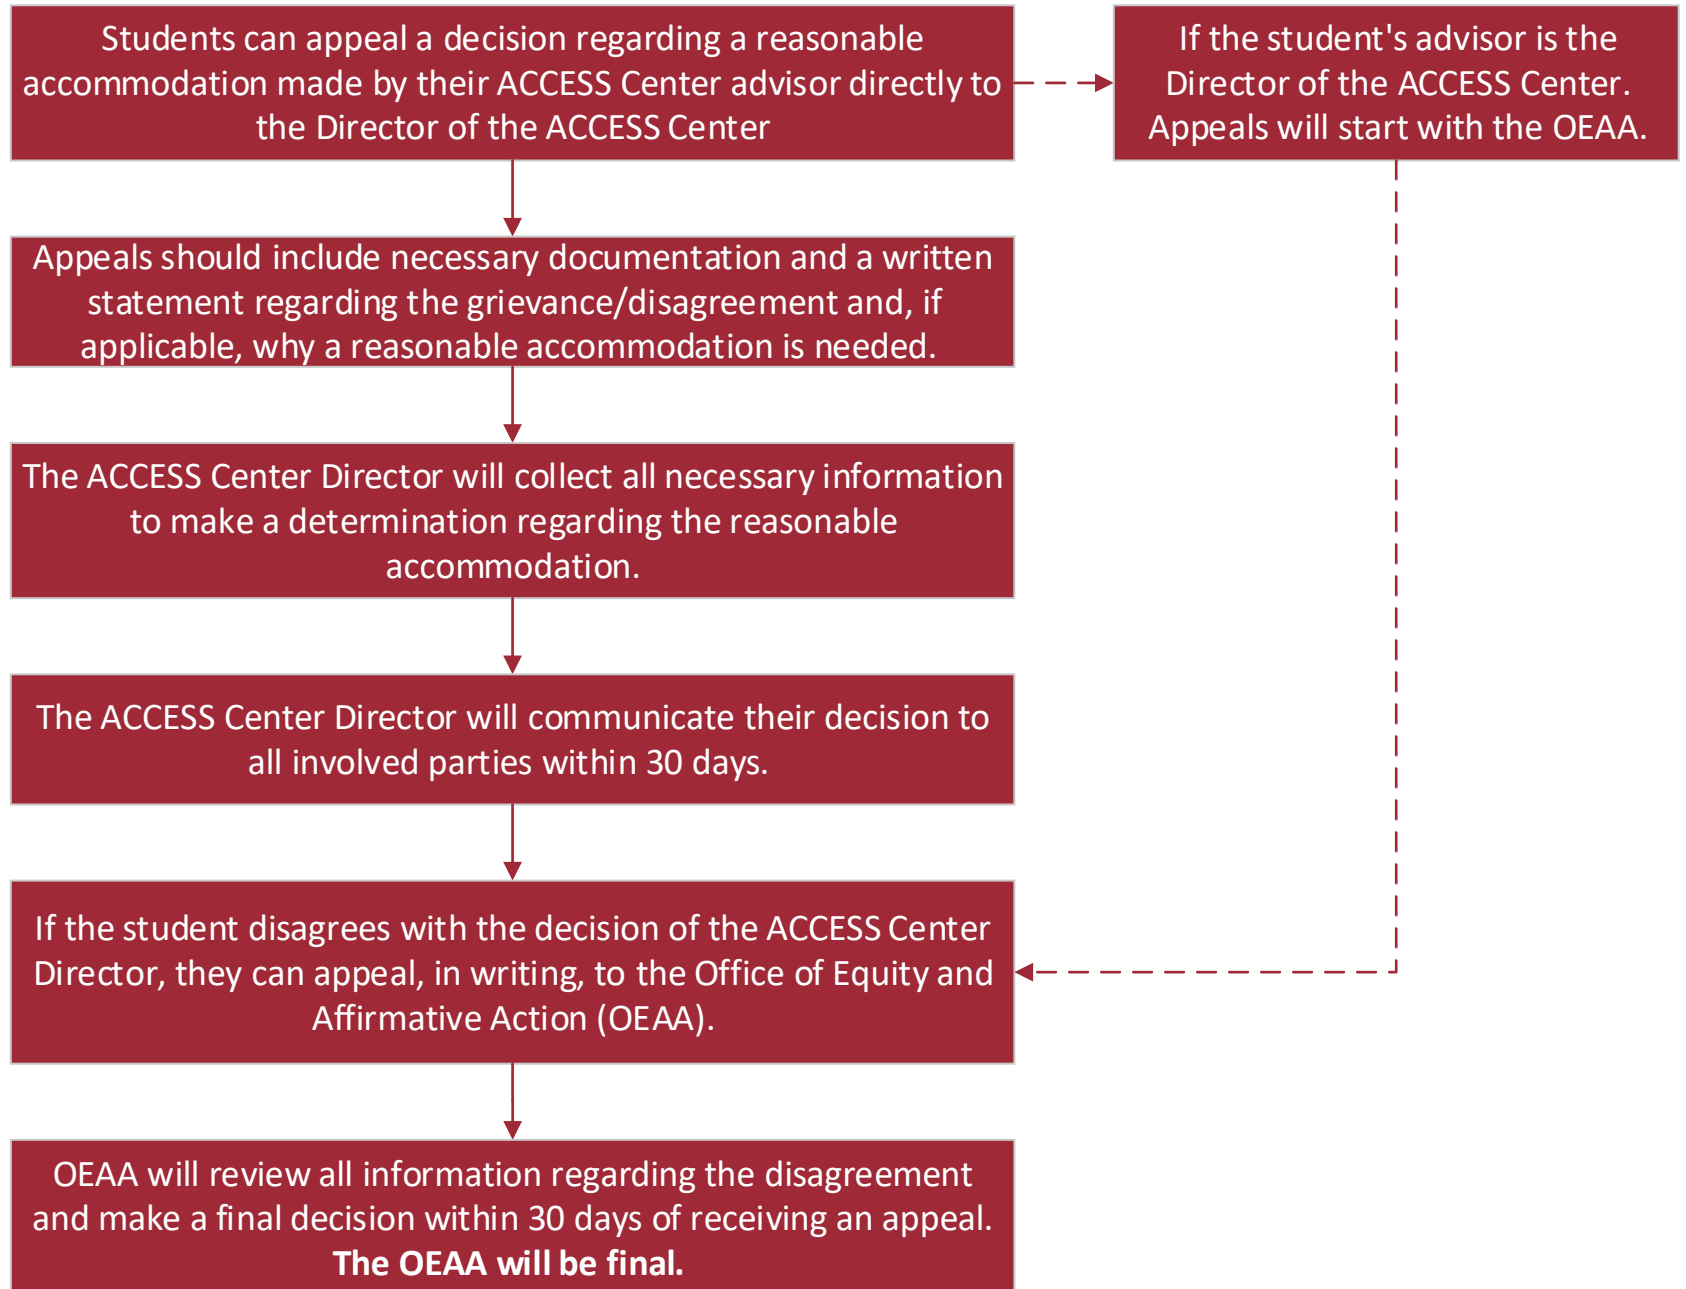 Students can appeal a decision regarding a reasonable
accommodation made by their ACCESS Center advisor directly to
the Director of the ACCESS Center
If the student's advisor is the
Director of the ACCESS Center.
Appeals will start with the OEAA.
Appeals should include necessary documentation and a written
statement regarding the grievance/disagreement and, if
applicable, why a reasonable accommodation is needed.
The ACCESS Center Director will collect all necessary information
to make a determination regarding the reasonable
accommodation.
The ACCESS Center Director will communicate their decision to
all involved parties within 30 days.
If the student disagrees with the decision of the ACCESS Center
Director, they can appeal, in writing, to the Office of Equity and
Affirmative Action (OEAA).
OEAA will review all information regarding the disagreement
and make a final decision within 30 days of receiving an appeal.
The OEAA will be final.